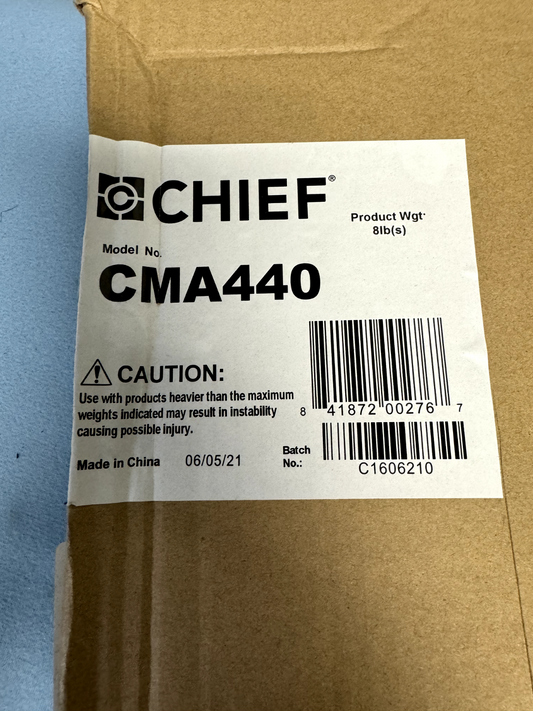 CHIEF®
Product Wgt·
8lb(s)
Model No.
CMA440
CAUTION:
Use with products heavier than the maximum
weights indicated may result in instability
causing possible injury.
8 41872 00276 7
Made in China 06/05/21
Batch
No.:
C1606210